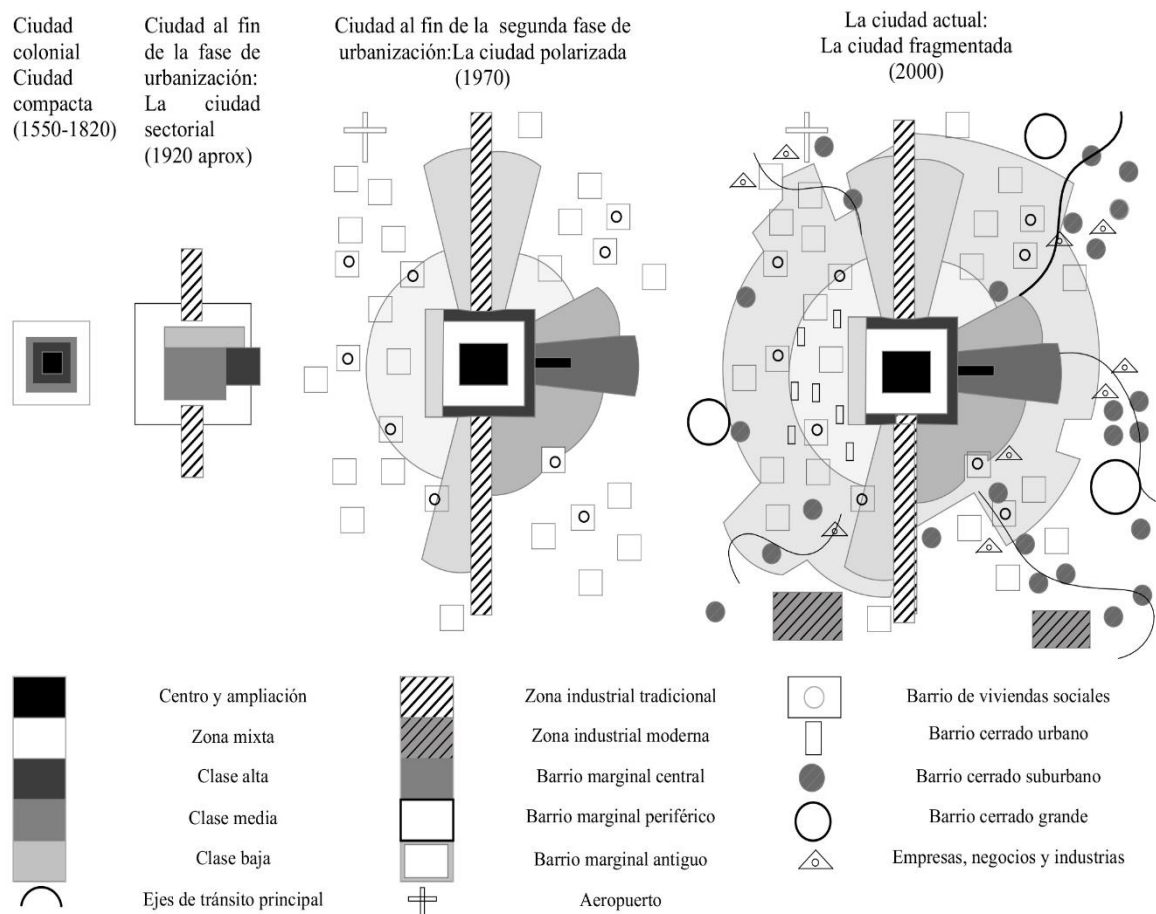 Ciudad
colonial
Ciudad
compacta
(1550-1820)
Ciudad al fin
de la fase de
urbanización:
La ciudad
sectorial
(1920 aprox)
Ciudad al fin de la segunda fase de
urbanización:La ciudad polarizada
(1970)
La ciudad actual:
La ciudad fragmentada
(2000)
Centro y ampliación
Zona mixta
Clase alta
Clase media
Clase baja
Ejes de tránsito principal
Zona industrial tradicional
Zona industrial moderna
Barrio marginal central
Barrio marginal periférico
Barrio marginal antiguo
Aeropuerto
Barrio de viviendas sociales
Barrio cerrado urbano
Barrio cerrado suburbano
Barrio cerrado grande
Empresas, negocios y industrias